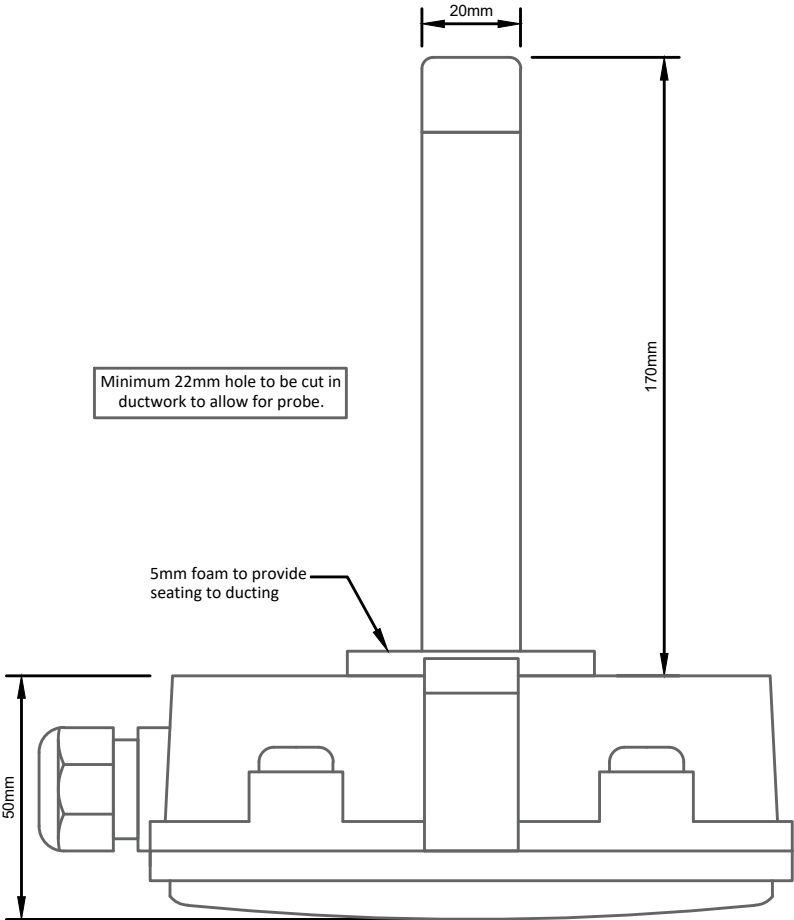 20mm
170mm
Minimum 22mm hole to be cut in
ductwork to allow for probe.
5mm foam to provide
seating to ducting
50mm